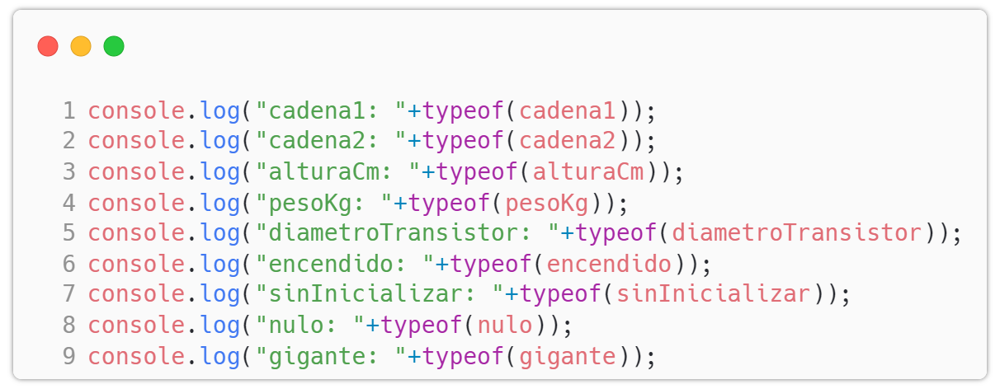 1 console.log("cadena1: "+typeof(cadena1));
2 console.log("cadena2: "+typeof(cadena2));
3 console.log("alturaCm: "+typeof(alturaCm));
4 console.log("pesoKg: "+typeof(pesoKg));
5 console.log("diametroTransistor: "+typeof(diametroTransistor));
6 console.log("encendido: "+typeof(encendido));
7 console.log("sinInicializar: "+typeof(sinInicializar));
8 console.log("nulo: "+typeof(nulo));
9 console.log("gigante: "+typeof(gigante));